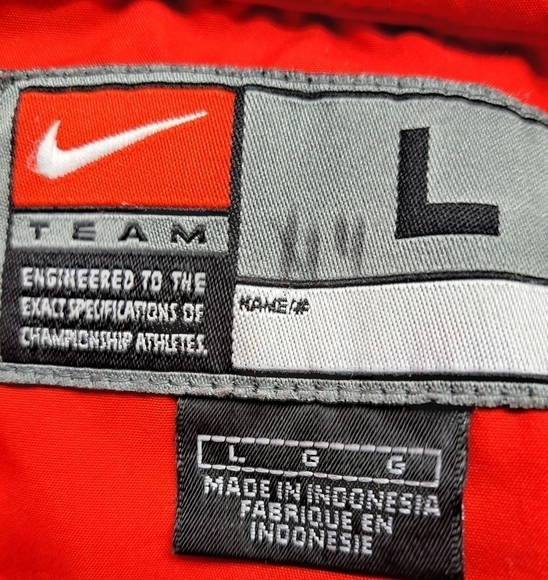 TEAM
ENGINEERED TO THE
EXACT SPECIFICATIONS OF
CHAMPIONSHIP ATHLETES.
L
NAME/#
L G G
MADE IN INDONESIA
FABRIQUE EN
INDONESIE